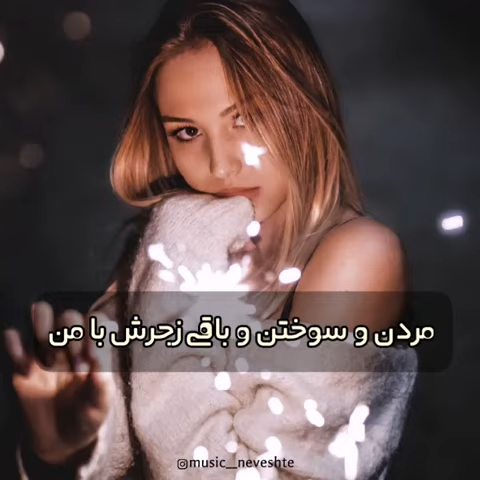 مردن و سوختن و باقی زجرش با من
@music__neveshte